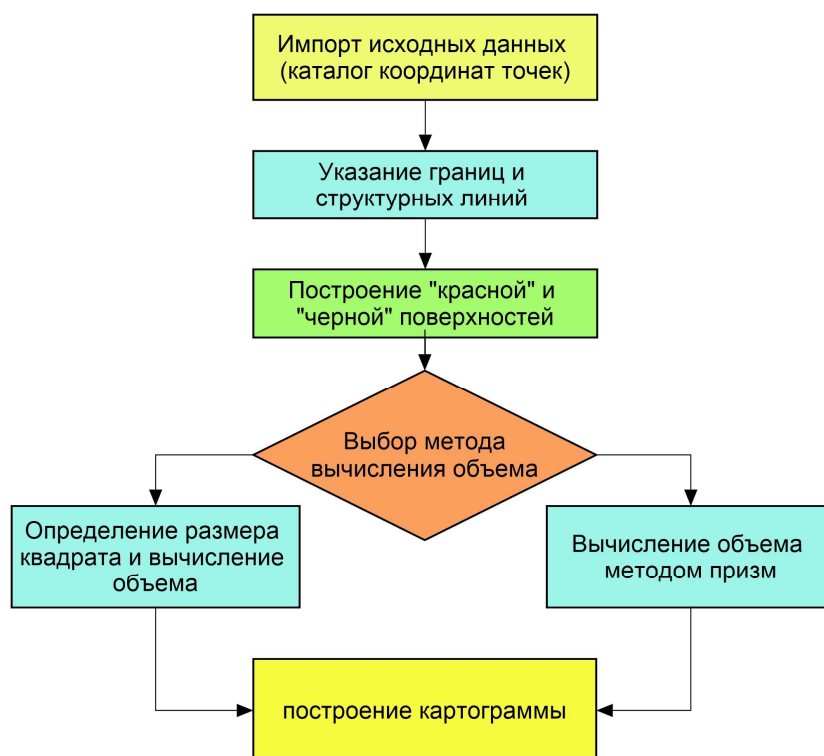 Импорт исходных данных
(каталог координат точек)
Указание границ и
структурных линий
Построение "красной" и
"черной" поверхностей
Выбор метода
вычисления объема
Определение размера
квадрата и вычисление
объема
Вычисление объема
методом призм
построение картограммы